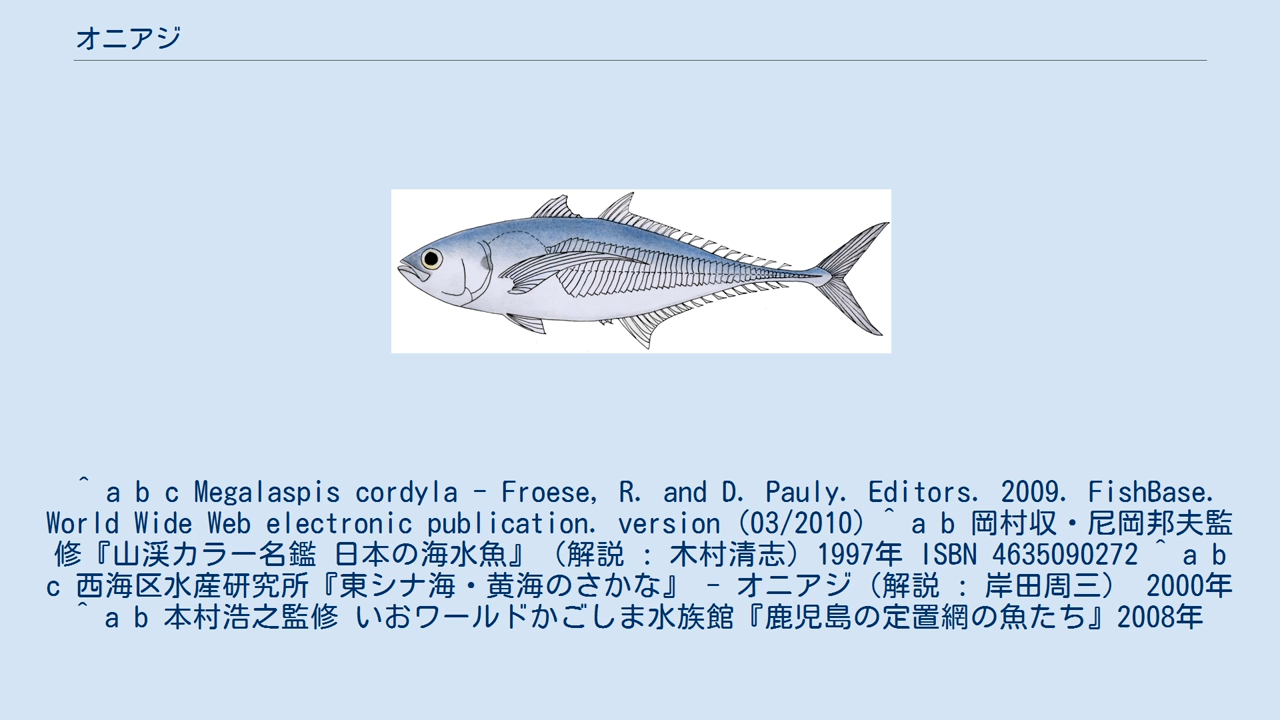 オニアジ
^ a b c Megalaspis cordyla - Froese, R. and D. Pauly. Editors. 2009. FishBase.
World Wide Web electronic publication. version (03/2010) ^ a b 岡村収・尼岡邦夫監
修『山渓カラー名鑑 日本の海水魚』（解説 : 木村清志）1997年 ISBN 4635090272 ^ a b
c 西海区水産研究所『東シナ海・黄海のさかな』 - オニアジ（解説 : 岸田周三） 2000年
^ a b 本村浩之監修 いおワールドかごしま水族館『鹿児島の定置網の魚たち』2008年